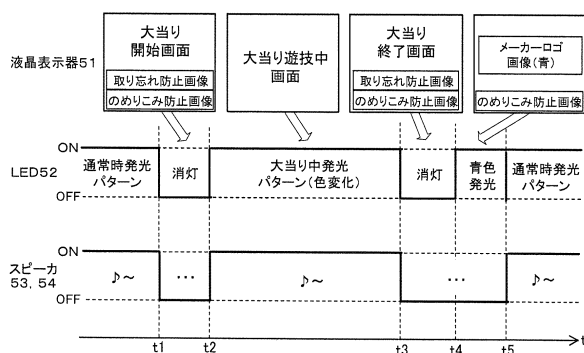 液晶表示器51
大当り
開始画面
取り忘れ防止画像
のめりこみ防止画像
大当り遊技中
画面
大当り
終了画面
取り忘れ防止画像
のめりこみ防止画像
メーカーロゴ
画像(青)
のめりこみ防止画像
LED52
ON
OFF
通常時発光
パターン
消灯
大当り中発光
パターン(色変化)
消灯
青色
発光
通常時発光
パターン
スピーカ
53, 54
ON
OFF
♪～
…
♪～
…
♪～
t1
t2
t3
t4
t5
t